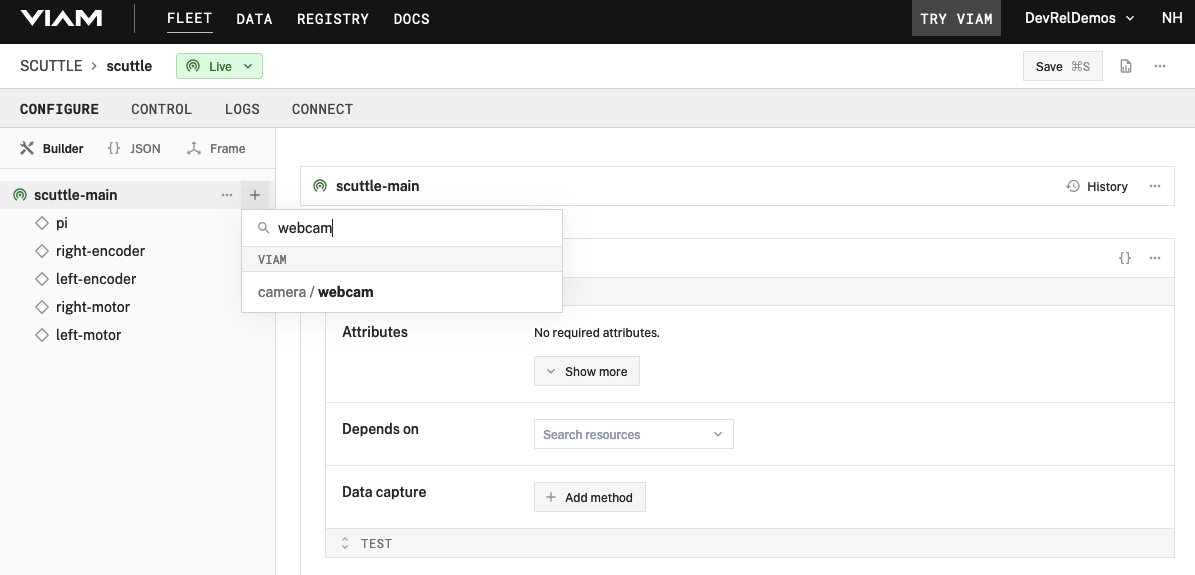 VIAM FLEET DATA REGISTRY DOCS TRY VIAM DevRelDemos NH
SCUTTLE > scuttle Live Save ⌘S
CONFIGURE CONTROL LOGS CONNECT
Builder {} JSON Frame
scuttle-main ··· +
scuttle-main History ···
pi
right-encoder
left-encoder
right-motor
left-motor
webcam
VIAM
camera / webcam
{} ···
Attributes No required attributes.
Show more
Depends on Search resources
Data capture + Add method
TEST